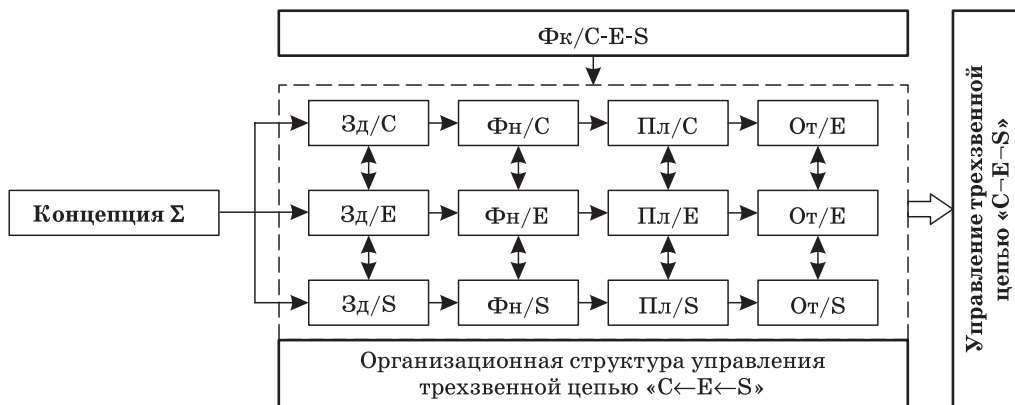 Фк/C-E-S
Зд/C
Фн/C
Пл/C
От/E
Концепция Σ
Зд/E
Фн/E
Пл/E
От/E
Зд/S
Фн/S
Пл/S
От/S
Организационная структура управления
трехзвенной цепью «C←E←S»
Управление трехзвенной
цепью «C¬E¬S»